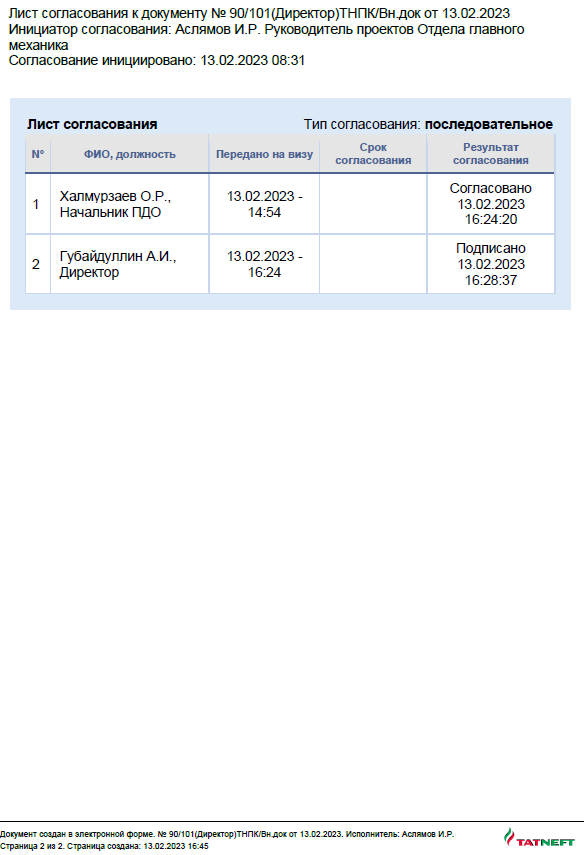 Лист согласования к документу № 90/101(Директор)ТНПК/Вн.док от 13.02.2023
Инициатор согласования: Аслямов И.Р. Руководитель проектов Отдела главного
механика
Согласование инициировано: 13.02.2023 08:31
Лист согласования Тип согласования: последовательное
N° ФИО, должность Передано на визу Срок согласования Результат согласования
1 Халмурзаев О.Р., Начальник ПДО 13.02.2023 - 14:54 Согласовано 13.02.2023 16:24:20
2 Губайдуллин А.И., Директор 13.02.2023 - 16:24 Подписано 13.02.2023 16:28:37
Документ создан в электронной форме. № 90/101(Директор)ТНПК/Вн.док от 13.02.2023. Исполнитель: Аслямов И.Р.
Страница 2 из 2. Страница создана: 13.02.2023 16:45
TATNEFT